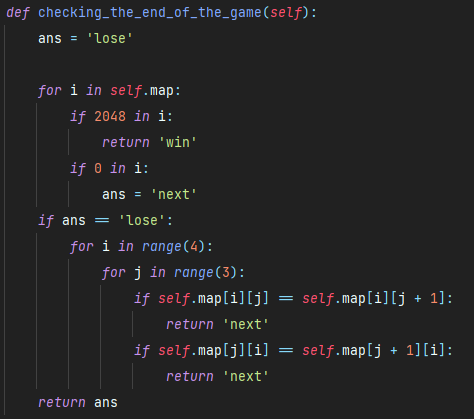 def checking_the_end_of_the_game(self):
    ans = 'lose'

    for i in self.map:
        if 2048 in i:
            return 'win'
        if 0 in i:
            ans = 'next'
    if ans == 'lose':
        for i in range(4):
            for j in range(3):
                if self.map[i][j] == self.map[i][j + 1]:
                    return 'next'
                if self.map[j][i] == self.map[j + 1][i]:
                    return 'next'
    return ans